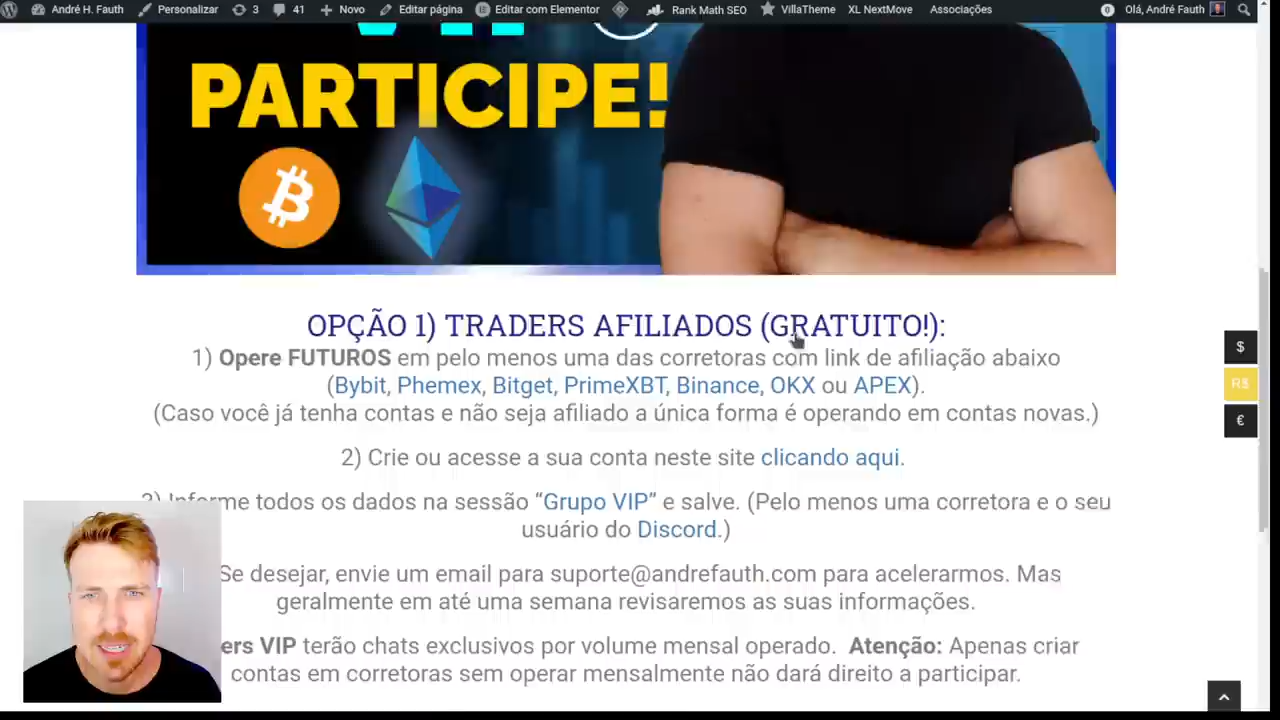 André H. Fauth Personalizar 3 41 Novo Editar página Editar com Elementor Rank Math SEO VillaTheme XL NextMove Associações 0 Olá, André Fauth
PARTICIPE!
OPÇÃO 1) TRADERS AFILIADOS (GRATUITO!):
1) Opere FUTUROS em pelo menos uma das corretoras com link de afiliação abaixo
(Bybit, Phemex, Bitget, PrimeXBT, Binance, OKX ou APEX).
(Caso você já tenha contas e não seja afiliado a única forma é operando em contas novas.)
2) Crie ou acesse a sua conta neste site clicando aqui.
me todos os dados na sessão “Grupo VIP” e salve. (Pelo menos uma corretora e o seu
usuário do Discord.)
Se desejar, envie um email para suporte@andrefauth.com para acelerarmos. Mas
geralmente em até uma semana revisaremos as suas informações.
ers VIP terão chats exclusivos por volume mensal operado. Atenção: Apenas criar
contas em corretoras sem operar mensalmente não dará direito a participar.
$
R$
€